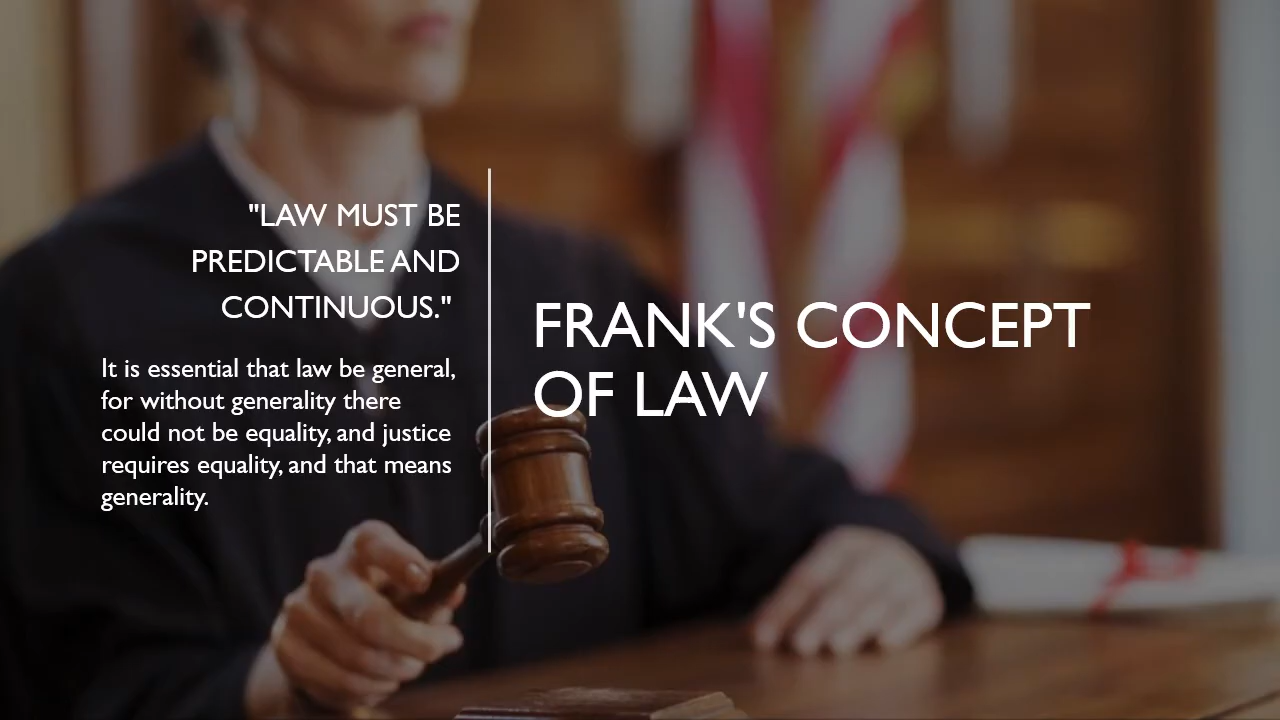 "LAW MUST BE
PREDICTABLE AND
CONTINUOUS."
It is essential that law be general,
for without generality there
could not be equality, and justice
requires equality, and that means
generality.
FRANK'S CONCEPT
OF LAW